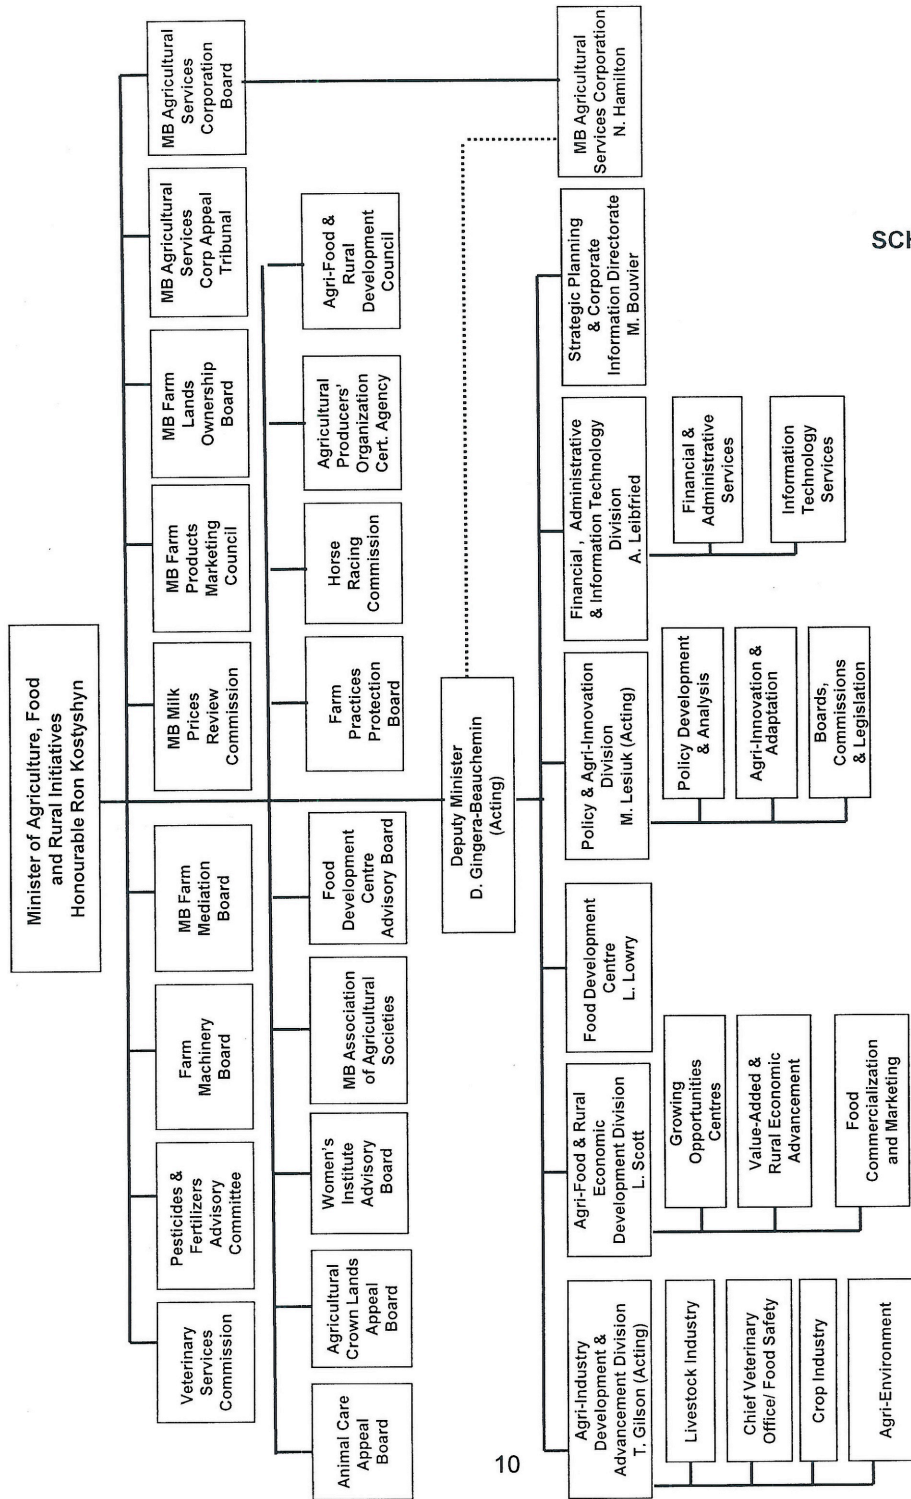 Minister of Agriculture, Food
and Rural Initiatives
Honourable Ron Kostyshyn
Veterinary
Services
Commission
Pesticides &
Fertilizers
Advisory
Committee
Farm
Machinery
Board
MB Farm
Mediation
Board
MB Milk
Prices
Review
Commission
MB Farm
Products
Marketing
Council
MB Farm
Lands
Ownership
Board
MB Agricultural
Services
Corp Appeal
Tribunal
MB Agricultural
Services
Corporation
Board
Animal Care
Appeal
Board
Agricultural
Crown Lands
Appeal
Board
Women's
Institute
Advisory
Board
MB Association
of Agricultural
Societies
Food
Development
Centre
Advisory Board
Farm
Practices
Protection
Board
Horse
Racing
Commission
Agricultural
Producers'
Organization
Cert. Agency
Agri-Food &
Rural
Development
Council
Deputy Minister
D. Gingera-Beauchemin
(Acting)
Agri-Industry
Development &
Advancement Division
T. Gilson (Acting)
Livestock Industry
Chief Veterinary
Office/ Food Safety
Crop Industry
Agri-Environment
Agri-Food & Rural
Economic
Development Division
L. Scott
Growing
Opportunities
Centres
Value-Added &
Rural Economic
Advancement
Food
Commercialization
and Marketing
Food Development
Centre
L. Lowry
Policy & Agri-Innovation
Division
M. Lesiuk (Acting)
Policy Development
& Analysis
Agri-Innovation &
Adaptation
Boards,
Commissions
& Legislation
Financial , Administrative
& Information Technology
Division
A. Leibfried
Financial &
Administrative
Services
Information
Technology
Services
Strategic Planning
& Corporate
Information Directorate
M. Bouvier
MB Agricultural
Services Corporation
N. Hamilton
10